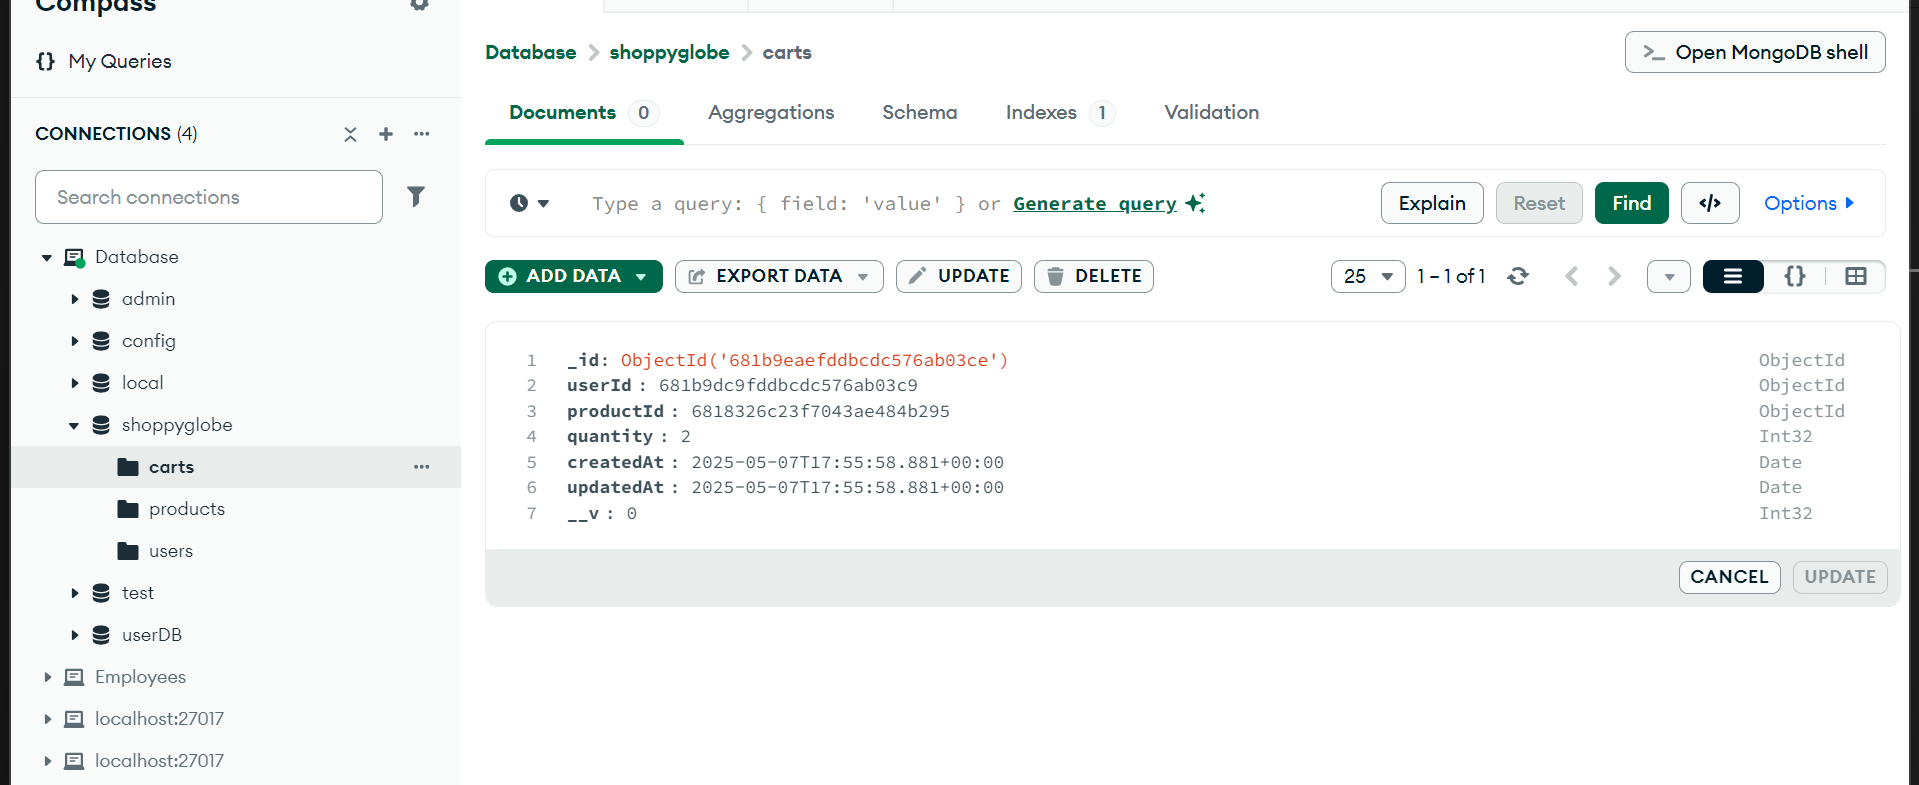 Compass
My Queries
CONNECTIONS (4)
Search connections
Database
admin
config
local
shoppyglobe
carts
products
users
test
userDB
Employees
localhost:27017
localhost:27017
Database > shoppyglobe > carts
>_ Open MongoDB shell
Documents 0 Aggregations Schema Indexes 1 Validation
Type a query: { field: 'value' } or Generate query
Explain Reset Find </> Options
ADD DATA EXPORT DATA UPDATE DELETE
25 1 – 1 of 1 {}
1 _id: ObjectId('681b9eaefddbcdc576ab03ce') ObjectId
2 userId : 681b9dc9fddbcdc576ab03c9 ObjectId
3 productId : 6818326c23f7043ae484b295 ObjectId
4 quantity : 2 Int32
5 createdAt : 2025-05-07T17:55:58.881+00:00 Date
6 updatedAt : 2025-05-07T17:55:58.881+00:00 Date
7 __v : 0 Int32
CANCEL UPDATE